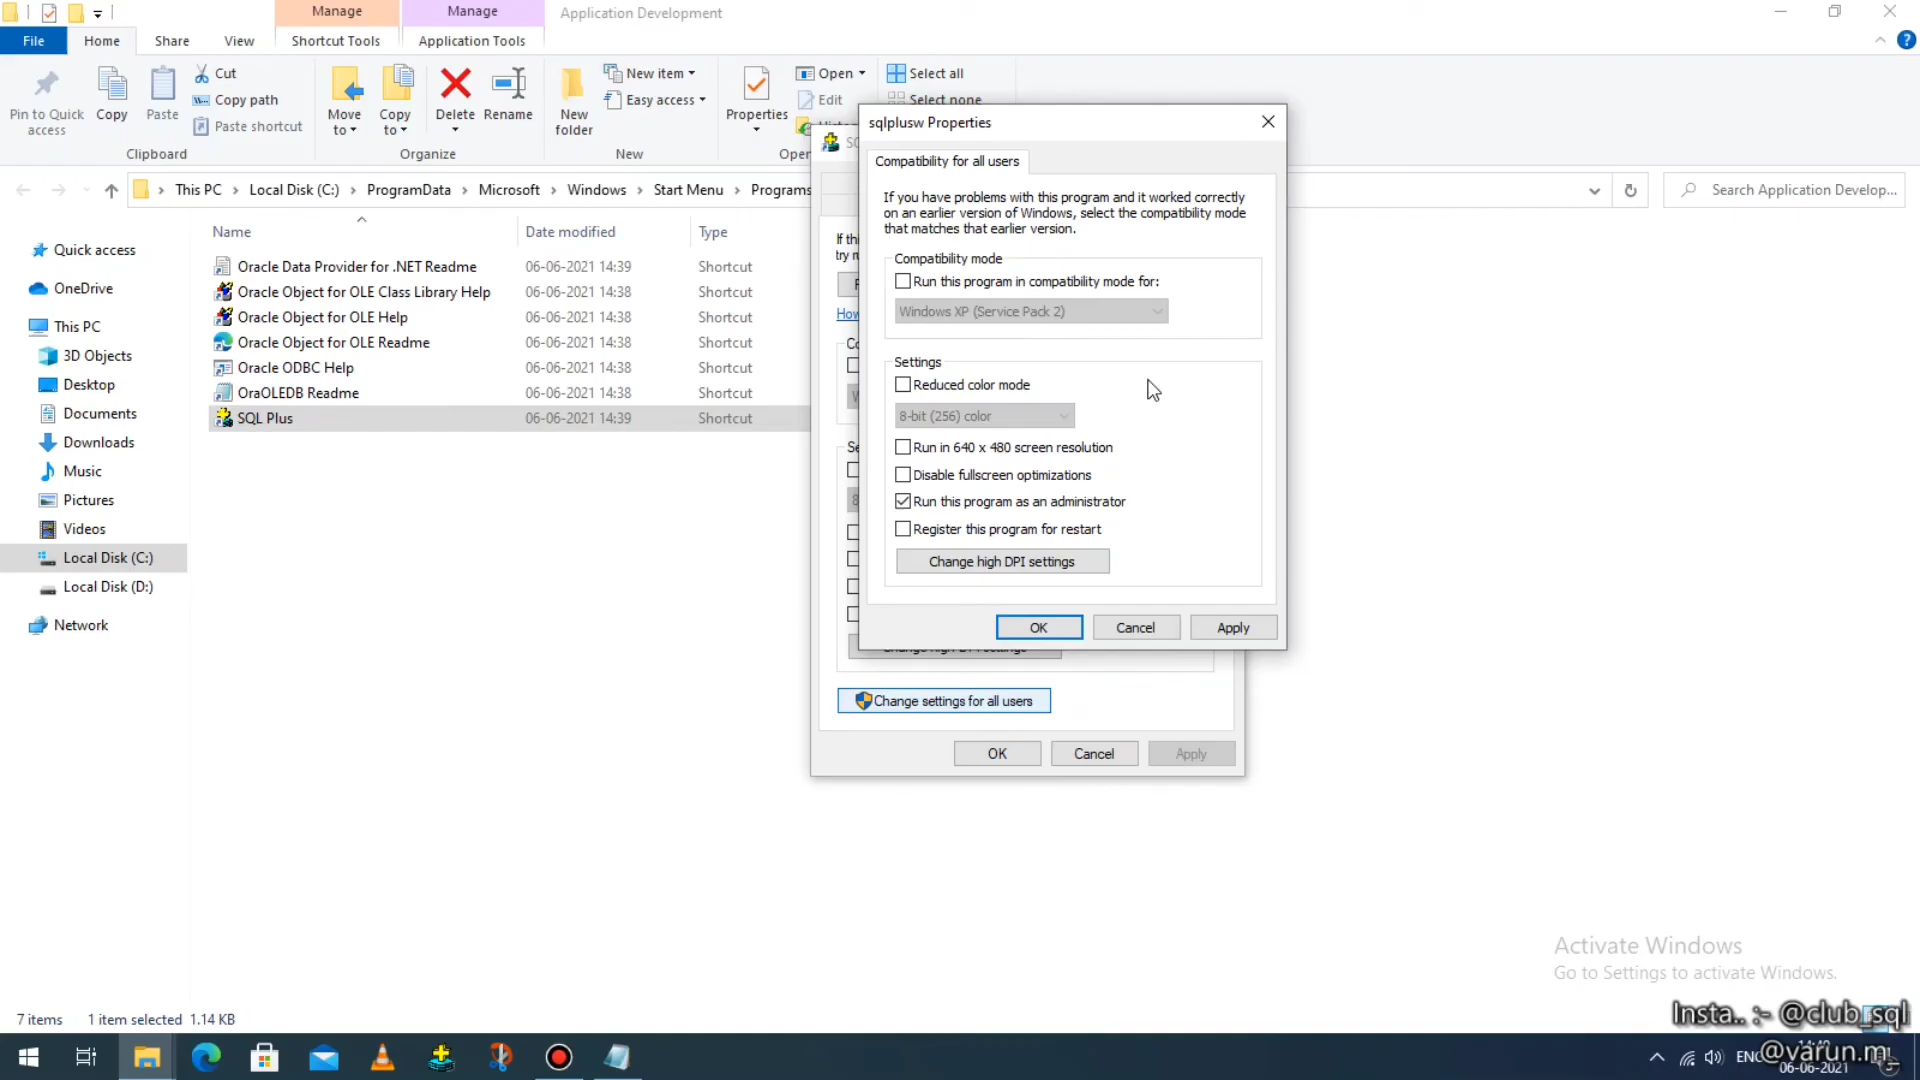 Manage
Manage
Application Development
File
Home
Share
View
Shortcut Tools
Application Tools
Pin to Quick access
Copy
Paste
Cut
Copy path
Paste shortcut
Clipboard
Move to
Copy to
Delete
Rename
Organize
New folder
New item
Easy access
New
Properties
Open
Edit
Select all
Select none
This PC
Local Disk (C:)
ProgramData
Microsoft
Windows
Start Menu
Programs
Search Application Develop...
Name
Date modified
Type
Quick access
OneDrive
This PC
3D Objects
Desktop
Documents
Downloads
Music
Pictures
Videos
Local Disk (C:)
Local Disk (D:)
Network
Oracle Data Provider for .NET Readme 06-06-2021 14:39 Shortcut
Oracle Object for OLE Class Library Help 06-06-2021 14:38 Shortcut
Oracle Object for OLE Help 06-06-2021 14:38 Shortcut
Oracle Object for OLE Readme 06-06-2021 14:38 Shortcut
Oracle ODBC Help 06-06-2021 14:38 Shortcut
OraOLEDB Readme 06-06-2021 14:38 Shortcut
SQL Plus 06-06-2021 14:39 Shortcut
sqlplusw Properties
Compatibility for all users
If you have problems with this program and it worked correctly
on an earlier version of Windows, select the compatibility mode
that matches that earlier version.
Compatibility mode
Run this program in compatibility mode for:
Windows XP (Service Pack 2)
Settings
Reduced color mode
8-bit (256) color
Run in 640 x 480 screen resolution
Disable fullscreen optimizations
Run this program as an administrator
Register this program for restart
Change high DPI settings
OK
Cancel
Apply
Change settings for all users
OK
Cancel
Apply
Activate Windows
Go to Settings to activate Windows.
7 items
1 item selected 1.14 KB
Insta.. :- @club_sql
@varun.m
06-06-2021